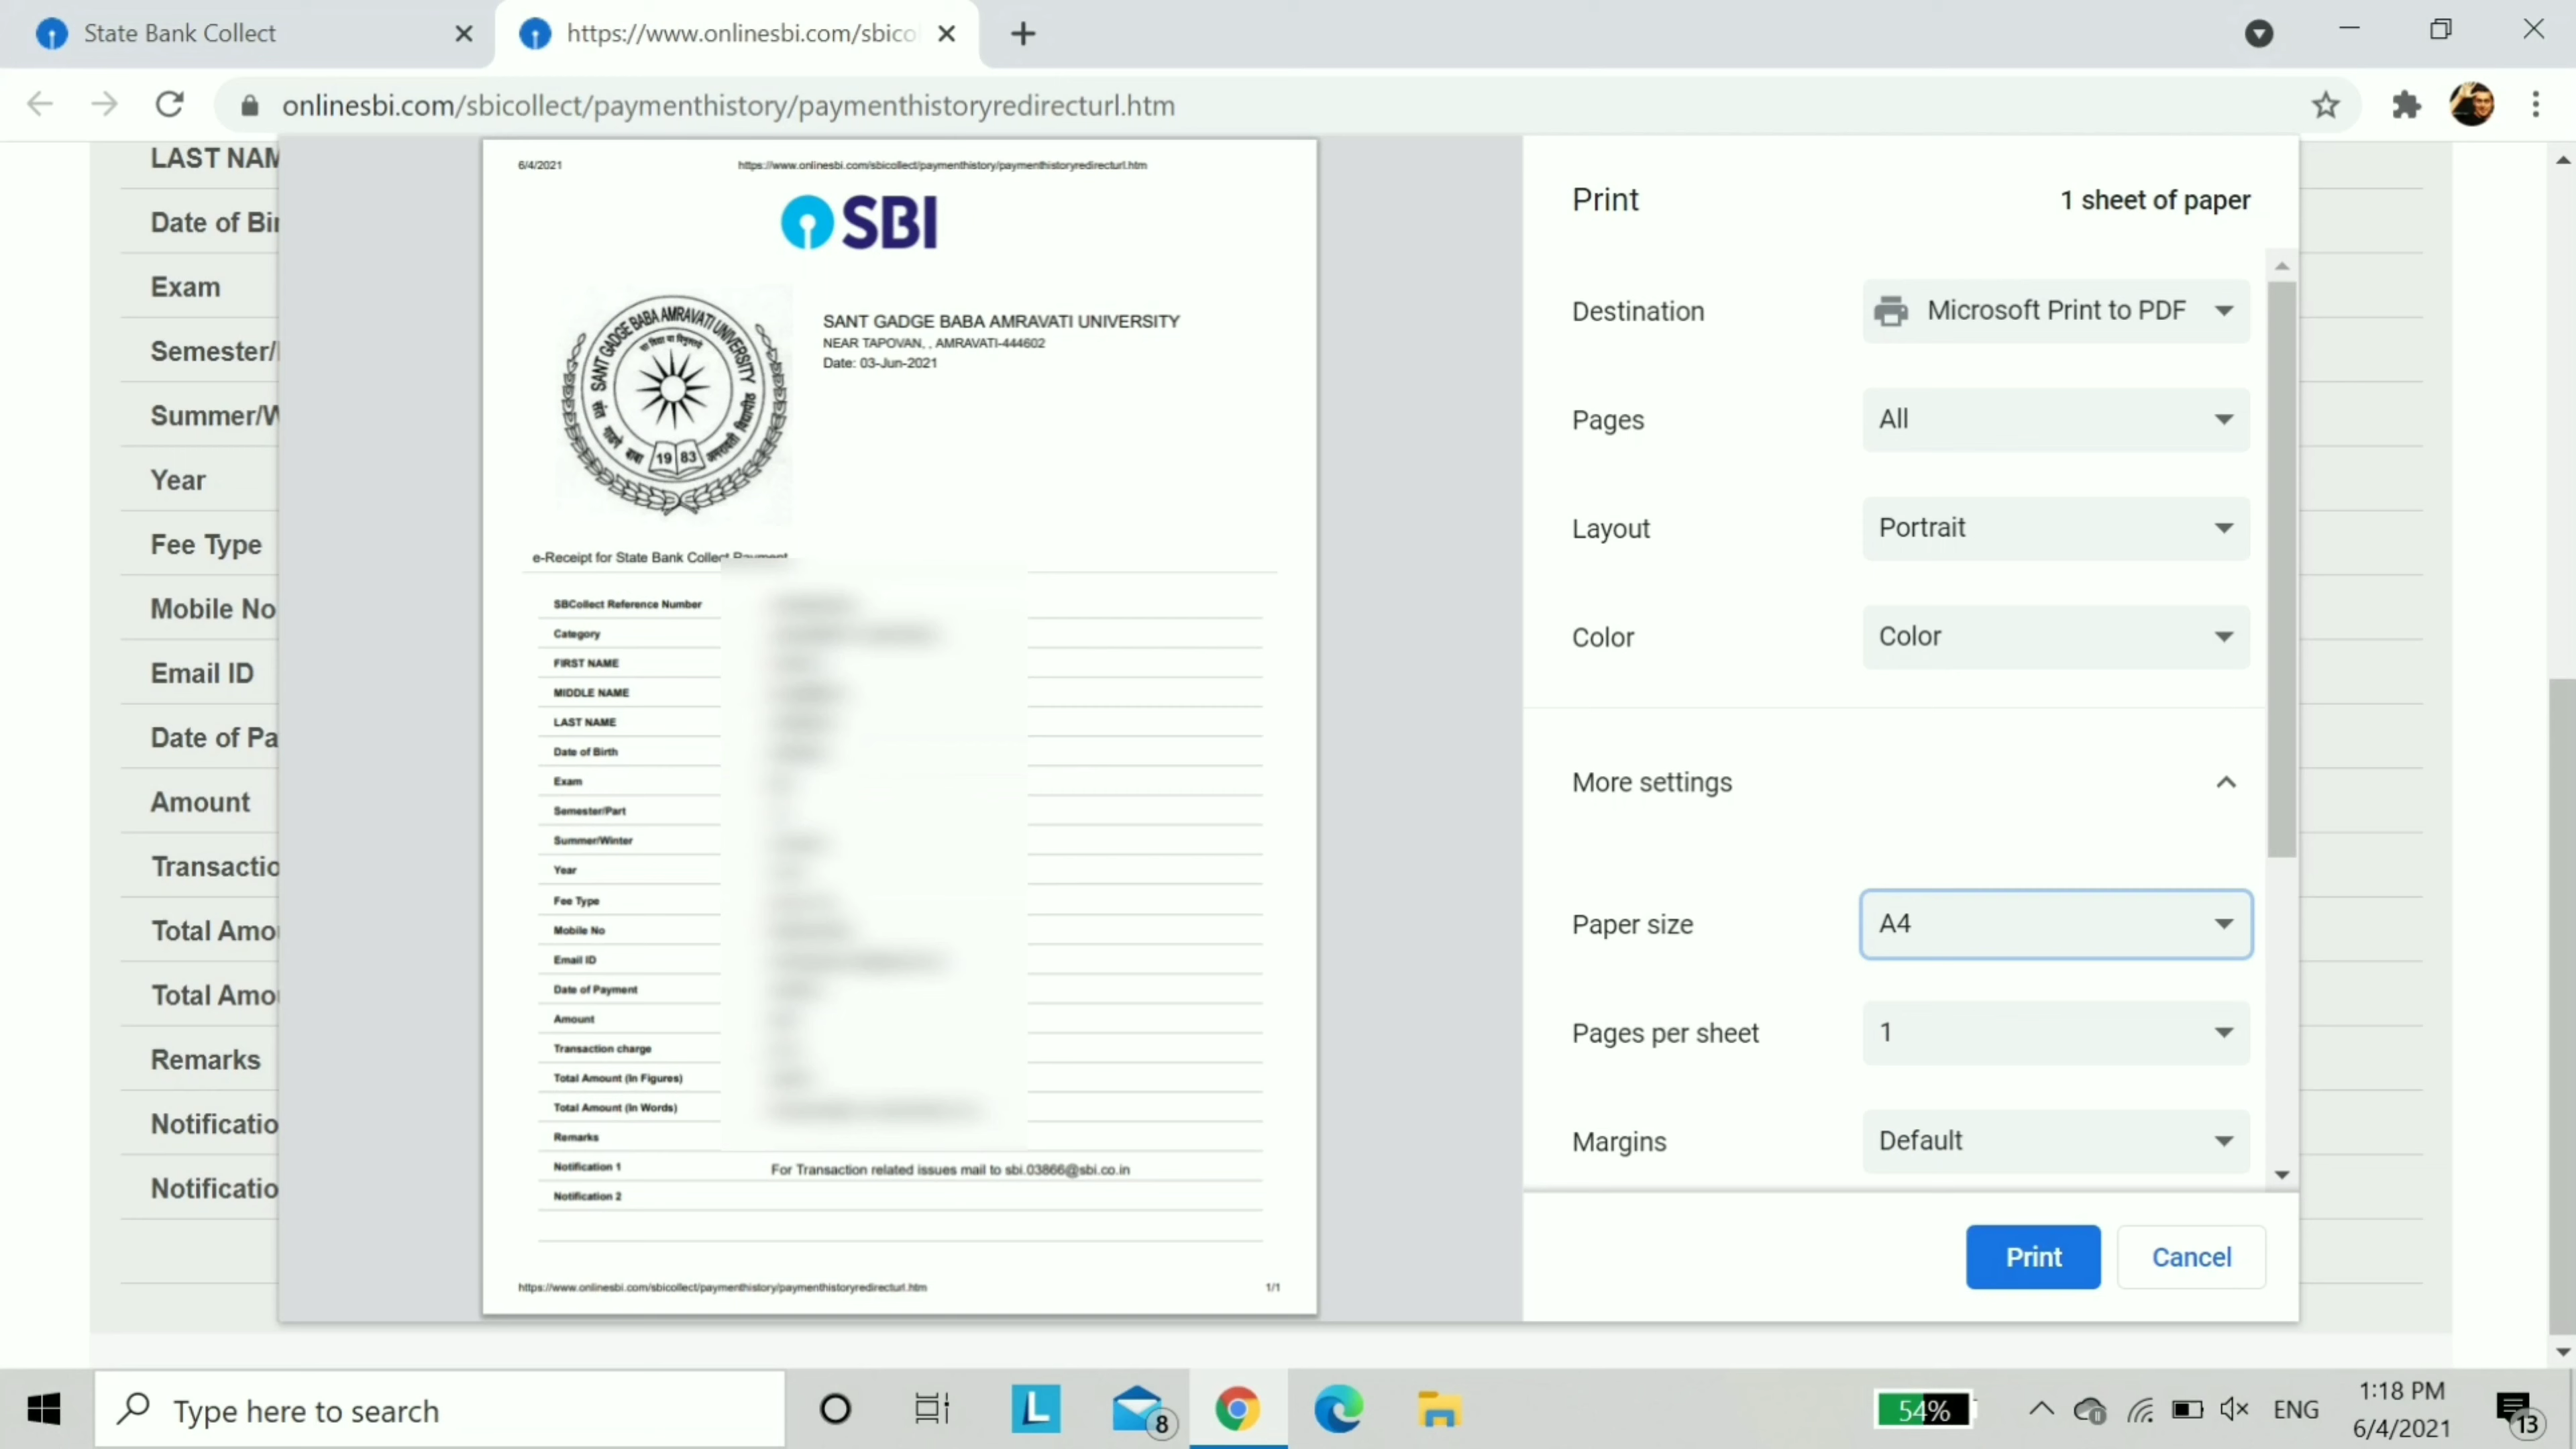 State Bank Collect
https://www.onlinesbi.com/sbico
onlinesbi.com/sbicollect/paymenthistory/paymenthistoryredirecturl.htm
LAST NAM
Date of Bir
Exam
Semester/
Summer/W
Year
Fee Type
Mobile No
Email ID
Date of Pa
Amount
Transactio
Total Amo
Total Amo
Remarks
Notificatio
Notificatio
6/4/2021
https://www.onlinesbi.com/sbicollect/paymenthistory/paymenthistoryredirecturl.htm
SBI
SANT GADGE BABA AMRAVATI UNIVERSITY
1983
SANT GADGE BABA AMRAVATI UNIVERSITY
NEAR TAPOVAN, , AMRAVATI-444602
Date: 03-Jun-2021
e-Receipt for State Bank Collect Payment
SBCollect Reference Number
Category
FIRST NAME
MIDDLE NAME
LAST NAME
Date of Birth
Exam
Semester/Part
Summer/Winter
Year
Fee Type
Mobile No
Email ID
Date of Payment
Amount
Transaction charge
Total Amount (In Figures)
Total Amount (In Words)
Remarks
Notification 1 For Transaction related issues mail to sbi.03866@sbi.co.in
Notification 2
https://www.onlinesbi.com/sbicollect/paymenthistory/paymenthistoryredirecturl.htm
1/1
Print
1 sheet of paper
Destination Microsoft Print to PDF
Pages All
Layout Portrait
Color Color
More settings
Paper size A4
Pages per sheet 1
Margins Default
Print Cancel
Type here to search
L
8
54%
ENG
1:18 PM
6/4/2021
13